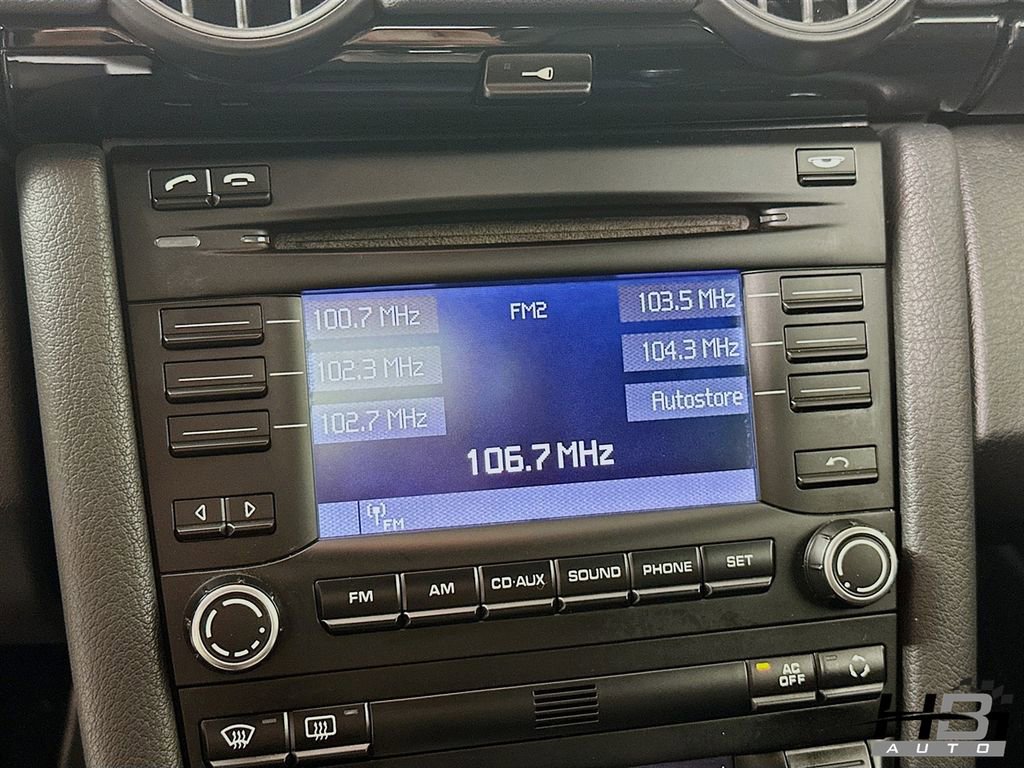 100.7 MHz
FM2
103.5 MHz
102.3 MHz
104.3 MHz
102.7 MHz
Autostore
106.7 MHz
FM
FM
AM
CD·AUX
SOUND
PHONE
SET
AC
OFF
HB
AUTO